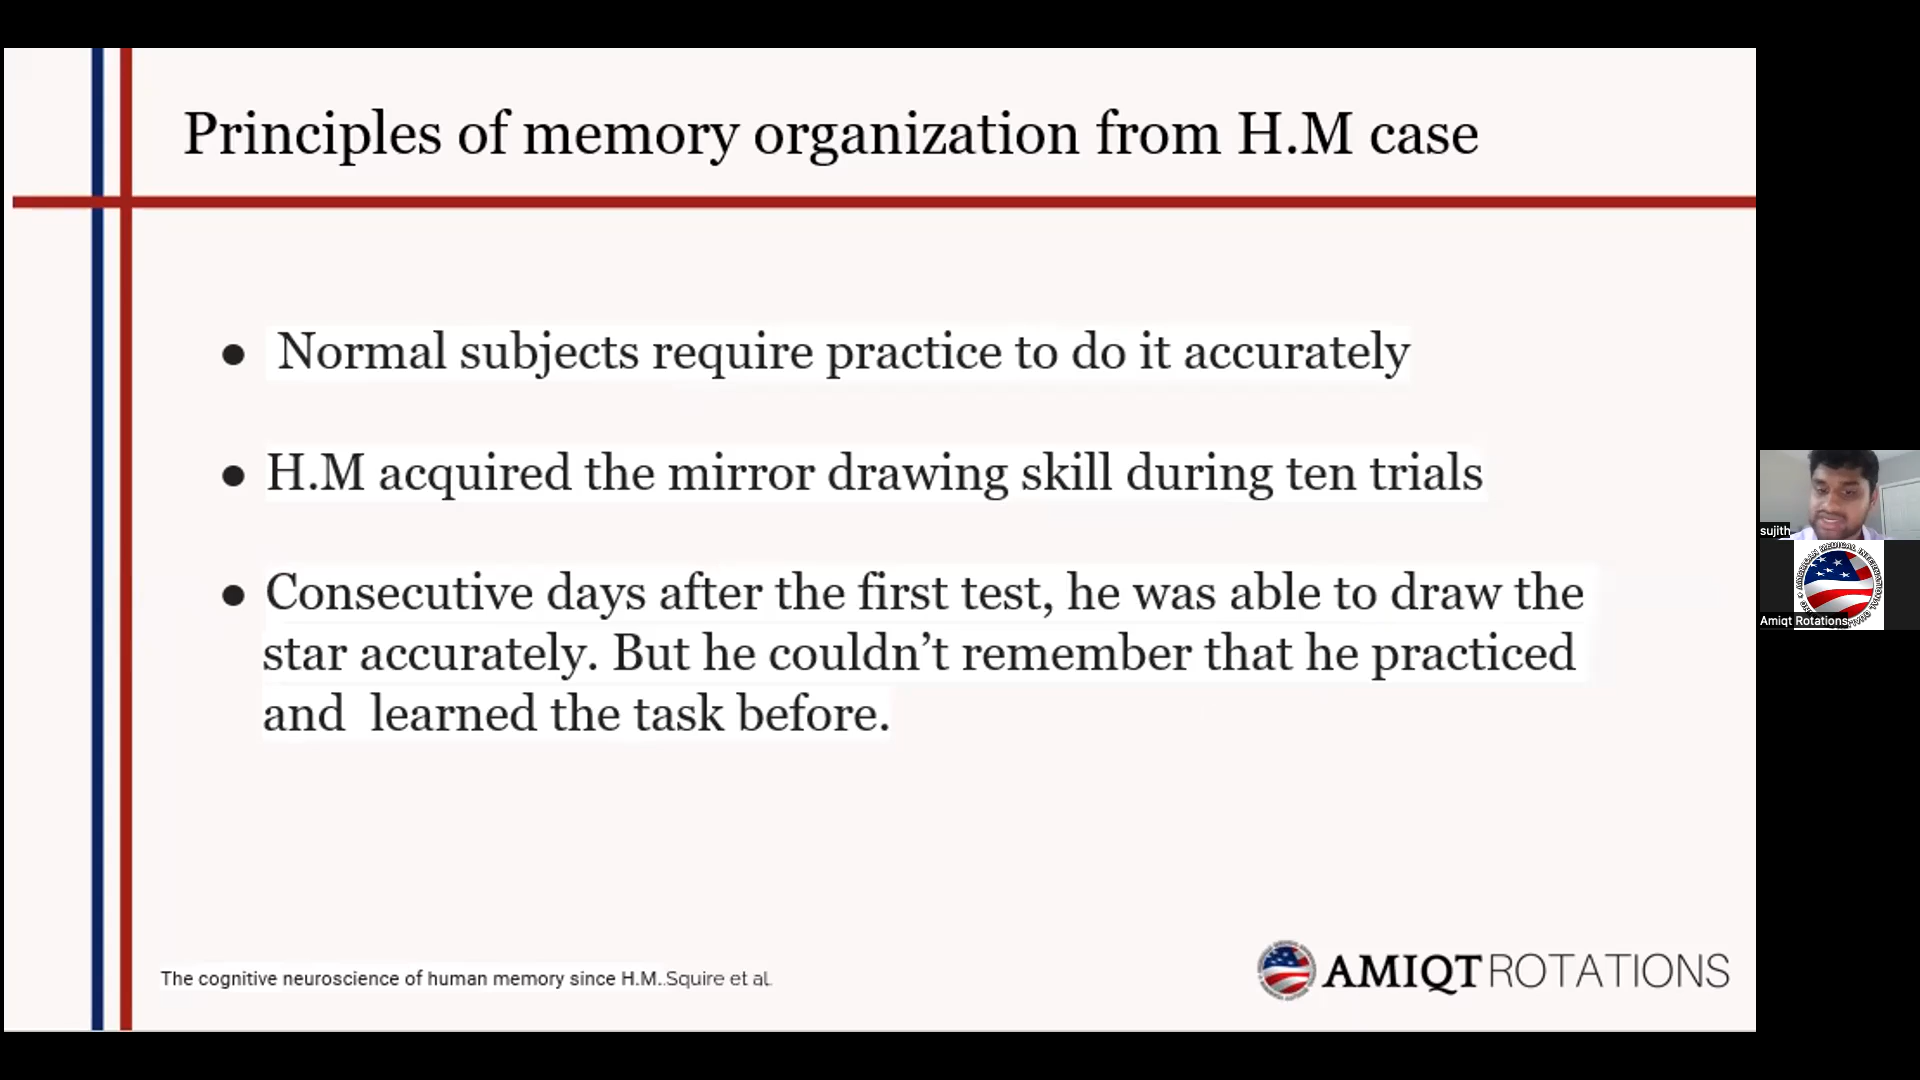 Principles of memory organization from H.M case
● Normal subjects require practice to do it accurately
● H.M acquired the mirror drawing skill during ten trials
● Consecutive days after the first test, he was able to draw the
star accurately. But he couldn’t remember that he practiced
and learned the task before.
The cognitive neuroscience of human memory since H.M..Squire et al.
AMIQT ROTATIONS
sujith
Amiqt Rotations